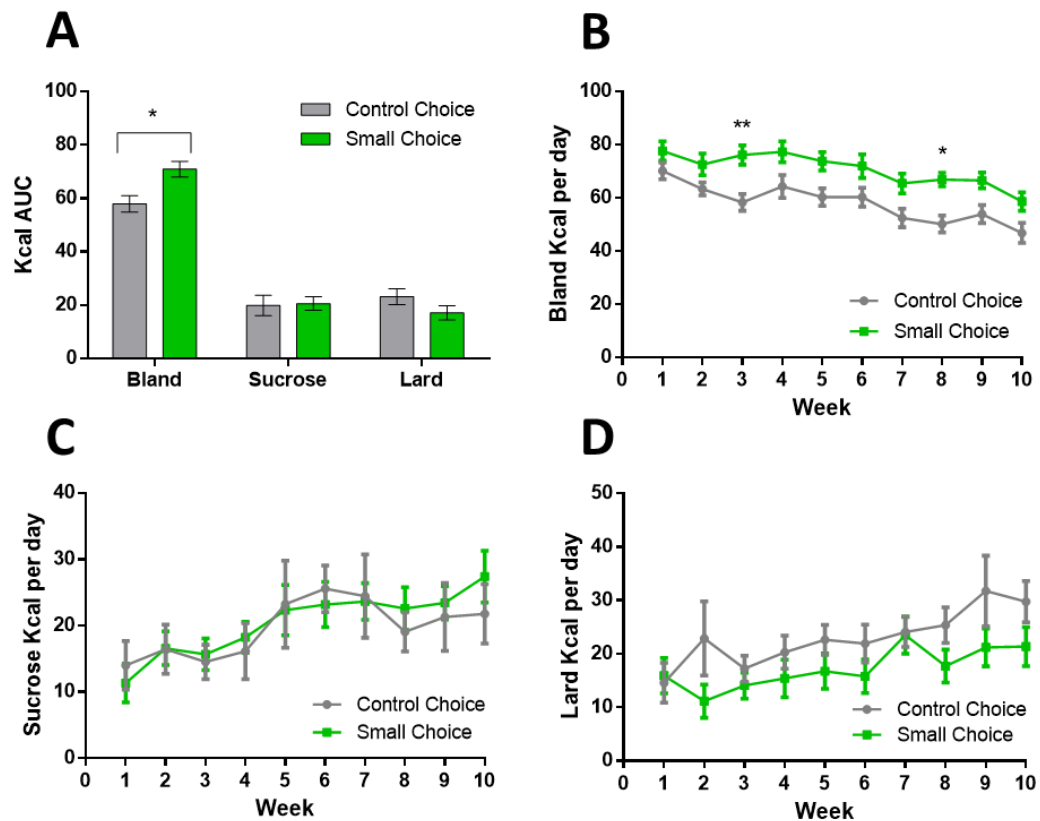 A
Kcal AUC
100
80
60
40
20
0
*
Control Choice
Small Choice
Bland Sucrose Lard
B
Bland Kcal per day
100
80
60
40
20
0
** *
Control Choice
Small Choice
0 1 2 3 4 5 6 7 8 9 10
Week
C
Sucrose Kcal per day
40
30
20
10
0
Control Choice
Small Choice
0 1 2 3 4 5 6 7 8 9 10
Week
D
Lard Kcal per day
50
40
30
20
10
0
Control Choice
Small Choice
0 1 2 3 4 5 6 7 8 9 10
Week